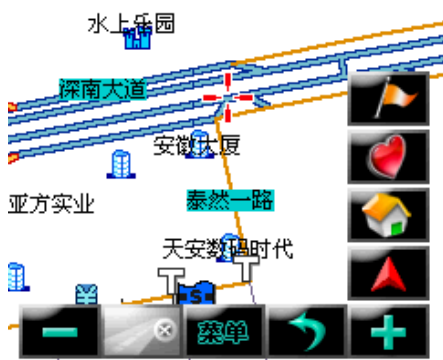 水上乐园
深南大道
安徽大厦
亚方实业
泰然一路
天安数码时代
S
菜单